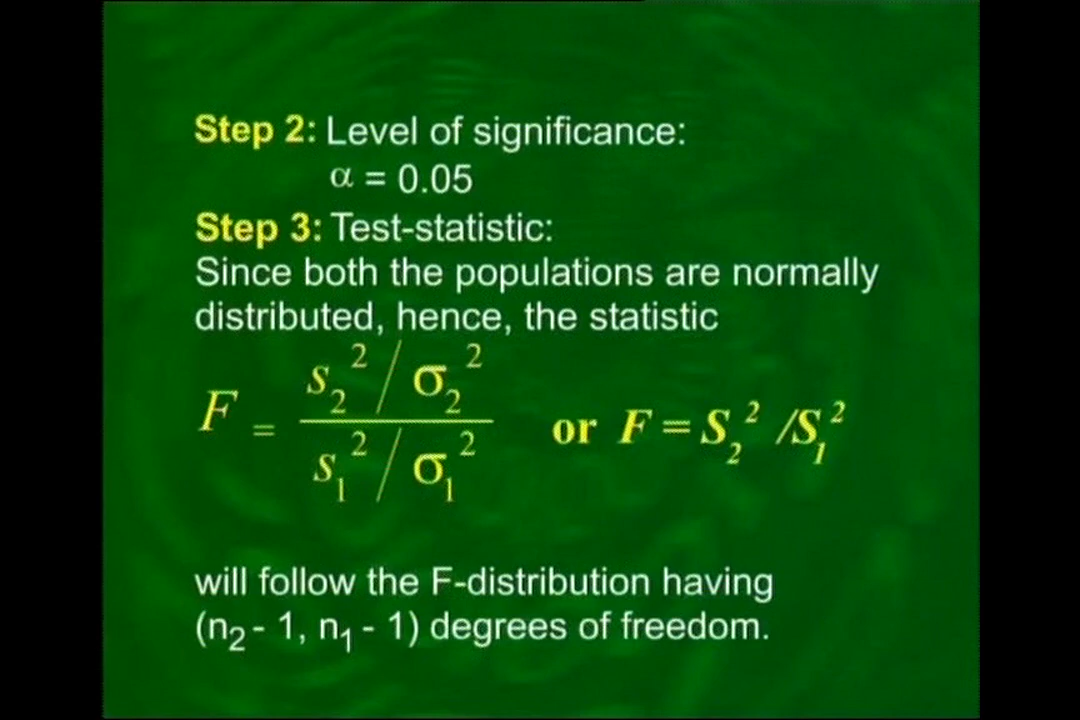 Step 2: Level of significance:
α = 0.05
Step 3: Test-statistic:
Since both the populations are normally
distributed, hence, the statistic
F = (s₂² / σ₂²) / (s₁² / σ₁²) or F = S₂² /S₁²
will follow the F-distribution having
(n₂ - 1, n₁ - 1) degrees of freedom.